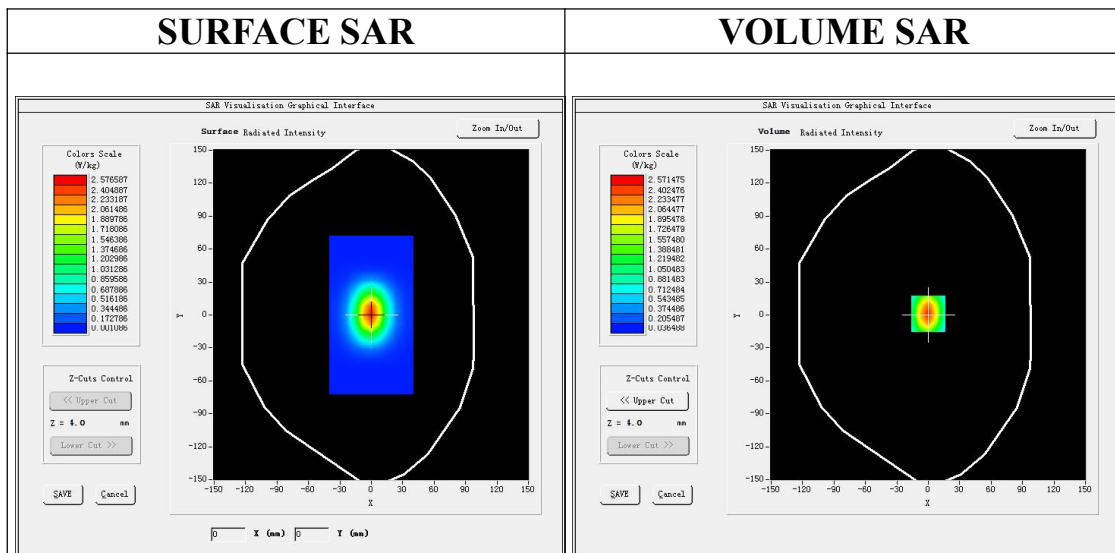 SURFACE SAR
VOLUME SAR
SAR Visualisation Graphical Interface
Surface Radiated Intensity
Zoom In/Out
Colors Scale
(W/kg)
2.576587
2.404887
2.233187
2.061486
1.889786
1.718086
1.546386
1.374686
1.202986
1.031286
0.859586
0.687886
0.516186
0.344486
0.172786
0.001086
150
120
90
60
30
0
-30
-60
-90
-120
-150
Y
-150 -120 -90 -60 -30 0 30 60 90 120 150
X
Z-Cuts Control
<< Upper Cut
Z = 4.0 mm
Lower Cut >>
SAVE Cancel
0 X (mm) 0 Y (mm)
SAR Visualisation Graphical Interface
Volume Radiated Intensity
Zoom In/Out
Colors Scale
(W/kg)
2.571475
2.402476
2.233477
2.064477
1.895478
1.726479
1.557480
1.388481
1.219482
1.050483
0.881483
0.712484
0.543485
0.374486
0.205487
0.036488
150
120
90
60
30
0
-30
-60
-90
-120
-150
Y
-150 -120 -90 -60 -30 0 30 60 90 120 150
X
Z-Cuts Control
<< Upper Cut
Z = 4.0 mm
Lower Cut >>
SAVE Cancel